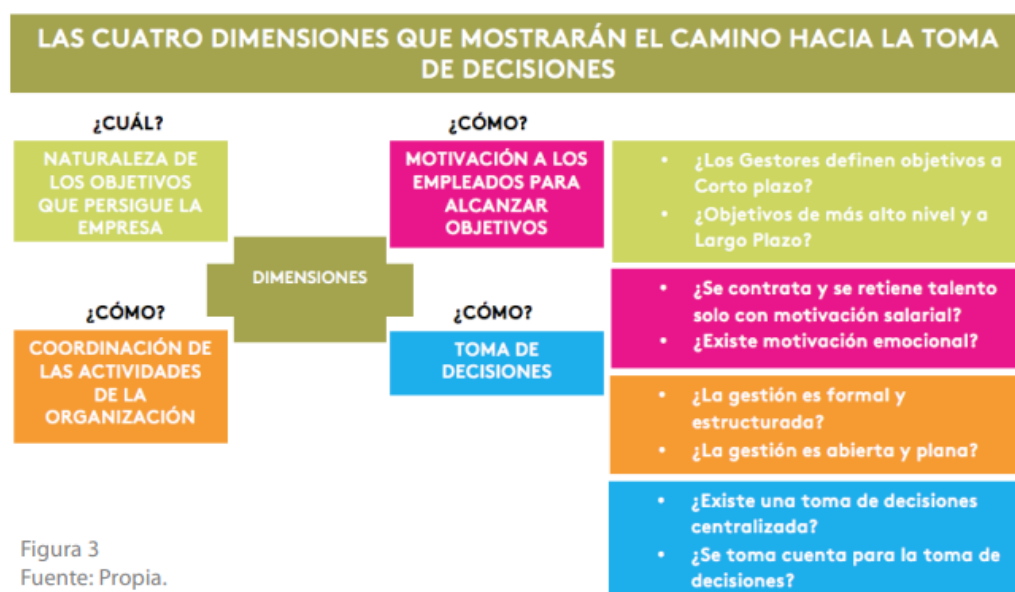 LAS CUATRO DIMENSIONES QUE MOSTRARÁN EL CAMINO HACIA LA TOMA
DE DECISIONES
¿CUÁL?
NATURALEZA DE
LOS OBJETIVOS
QUE PERSIGUE LA
EMPRESA
¿CÓMO?
MOTIVACIÓN A LOS
EMPLEADOS PARA
ALCANZAR
OBJETIVOS
DIMENSIONES
¿CÓMO?
COORDINACIÓN DE
LAS ACTIVIDADES
DE LA
ORGANIZACIÓN
¿CÓMO?
TOMA DE
DECISIONES
• ¿Los Gestores definen objetivos a
Corto plazo?
• ¿Objetivos de más alto nivel y a
Largo Plazo?
• ¿Se contrata y se retiene talento
solo con motivación salarial?
• ¿Existe motivación emocional?
• ¿La gestión es formal y
estructurada?
• ¿La gestión es abierta y plana?
• ¿Existe una toma de decisiones
centralizada?
• ¿Se toma cuenta para la toma de
decisiones?
Figura 3
Fuente: Propia.